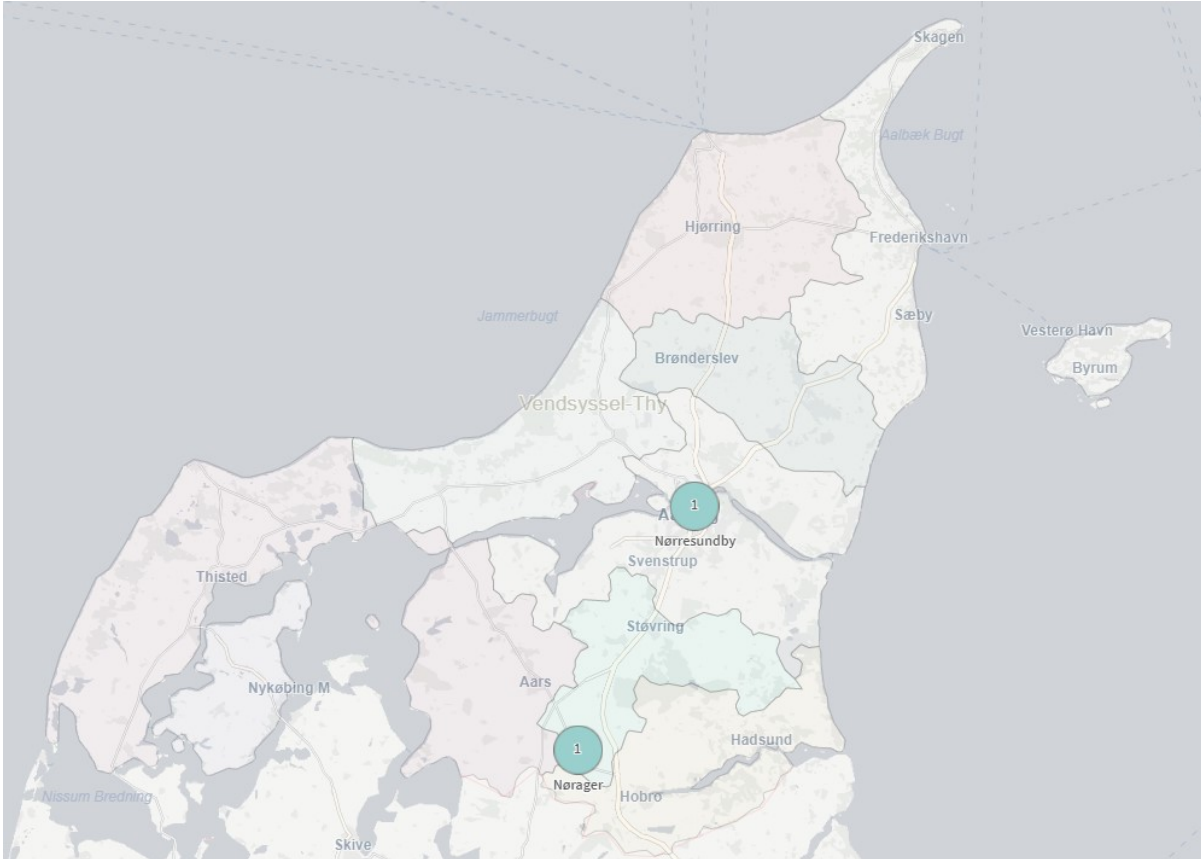 Skagen
Aalbæk Bugt
Hjørring
Frederikshavn
Jammerbugt
Sæby
Vesterø Havn
Brønderslev
Byrum
Vendsyssel-Thy
1
Nørresundby
Svenstrup
Thisted
Støvring
Aars
Nykøbing M
Hadsund
1
Nørager
Nissum Bredning
Hobro
Skive